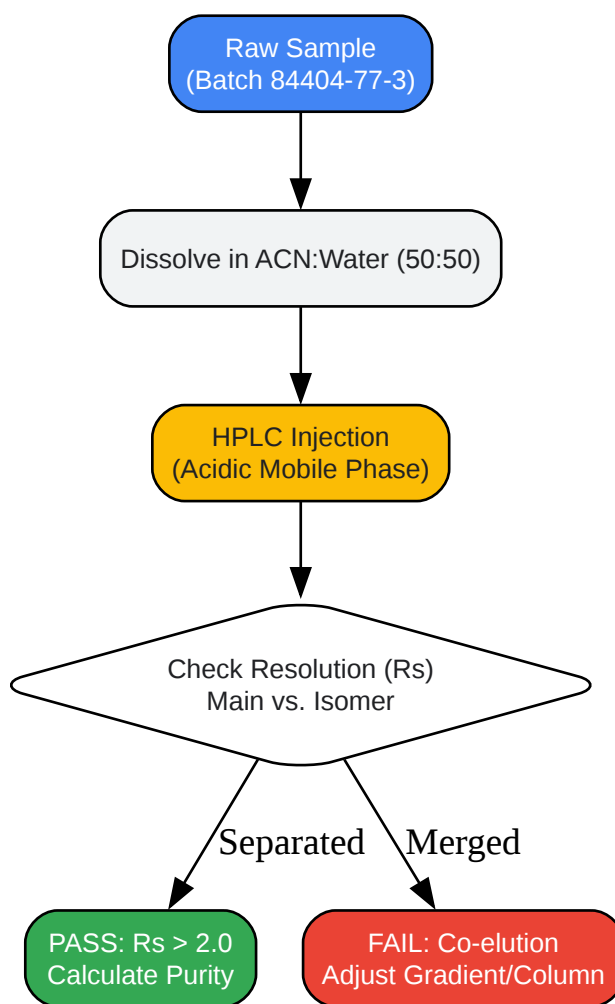 Raw Sample
(Batch 84404-77-3)
Dissolve in ACN:Water (50:50)
HPLC Injection
(Acidic Mobile Phase)
Check Resolution (Rs)
Main vs. Isomer
Separated
Merged
PASS: Rs > 2.0
Calculate Purity
FAIL: Co-elution
Adjust Gradient/Column